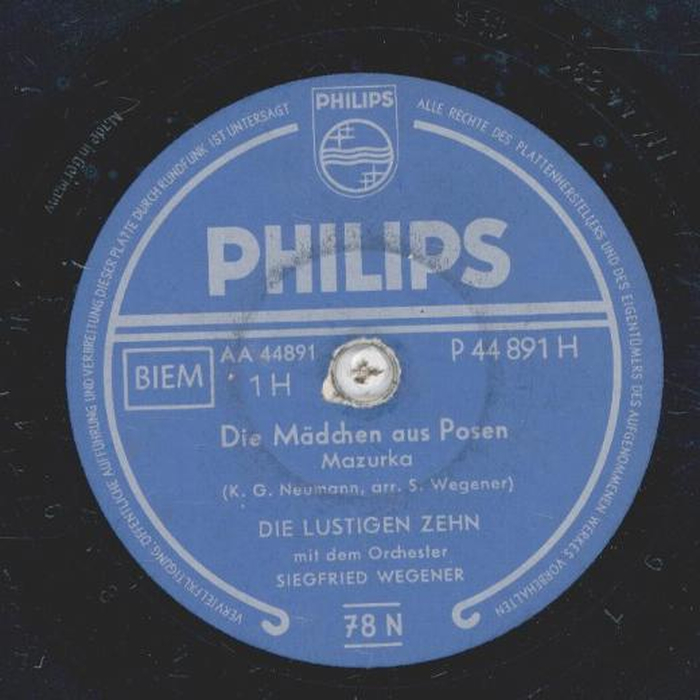 PHILIPS
ALLE RECHTE DES PLATTENHERSTELLERS UND DES EIGENTÜMERS DES AUFGENOMMENEN WERKES VORBEHALTEN
VERVIELFÄLTIGUNG, ÖFFENTLICHE AUFFÜHRUNG UND VERBREITUNG DIESER PLATTE DURCH RUNDFUNK IST UNTERSAGT
PHILIPS
BIEM
AA 44891
1 H
P 44 891 H
Die Mädchen aus Posen
Mazurka
(K. G. Neumann, arr. S. Wegener)
DIE LUSTIGEN ZEHN
mit dem Orchester
SIEGFRIED WEGENER
78 N